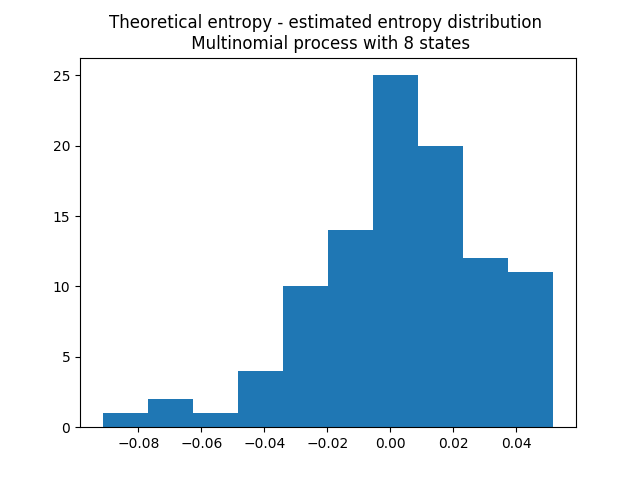 Theoretical entropy - estimated entropy distribution
Multinomial process with 8 states
25
20
15
10
5
0
−0.08 −0.06 −0.04 −0.02 0.00 0.02 0.04